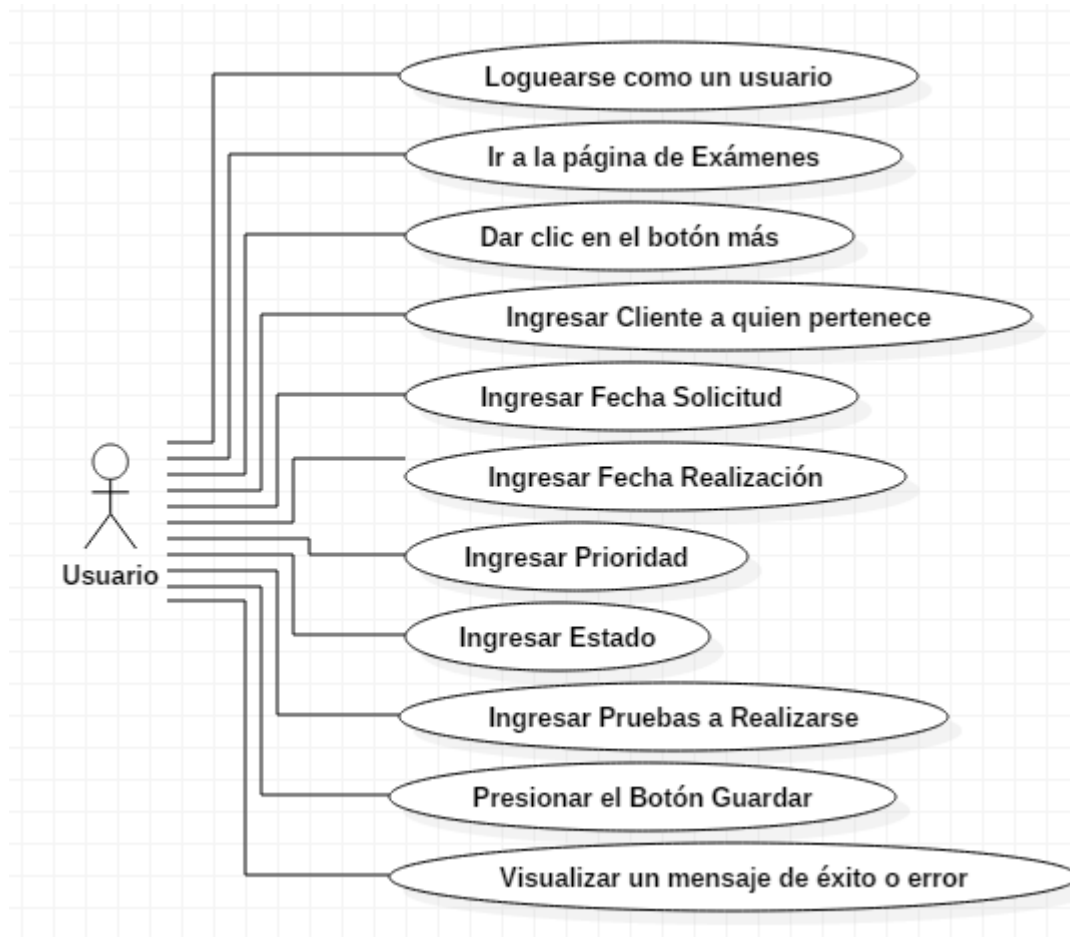 Loguearse como un usuario
Ir a la página de Exámenes
Dar clic en el botón más
Ingresar Cliente a quien pertenece
Ingresar Fecha Solicitud
Ingresar Fecha Realización
Ingresar Prioridad
Usuario
Ingresar Estado
Ingresar Pruebas a Realizarse
Presionar el Botón Guardar
Visualizar un mensaje de éxito o error